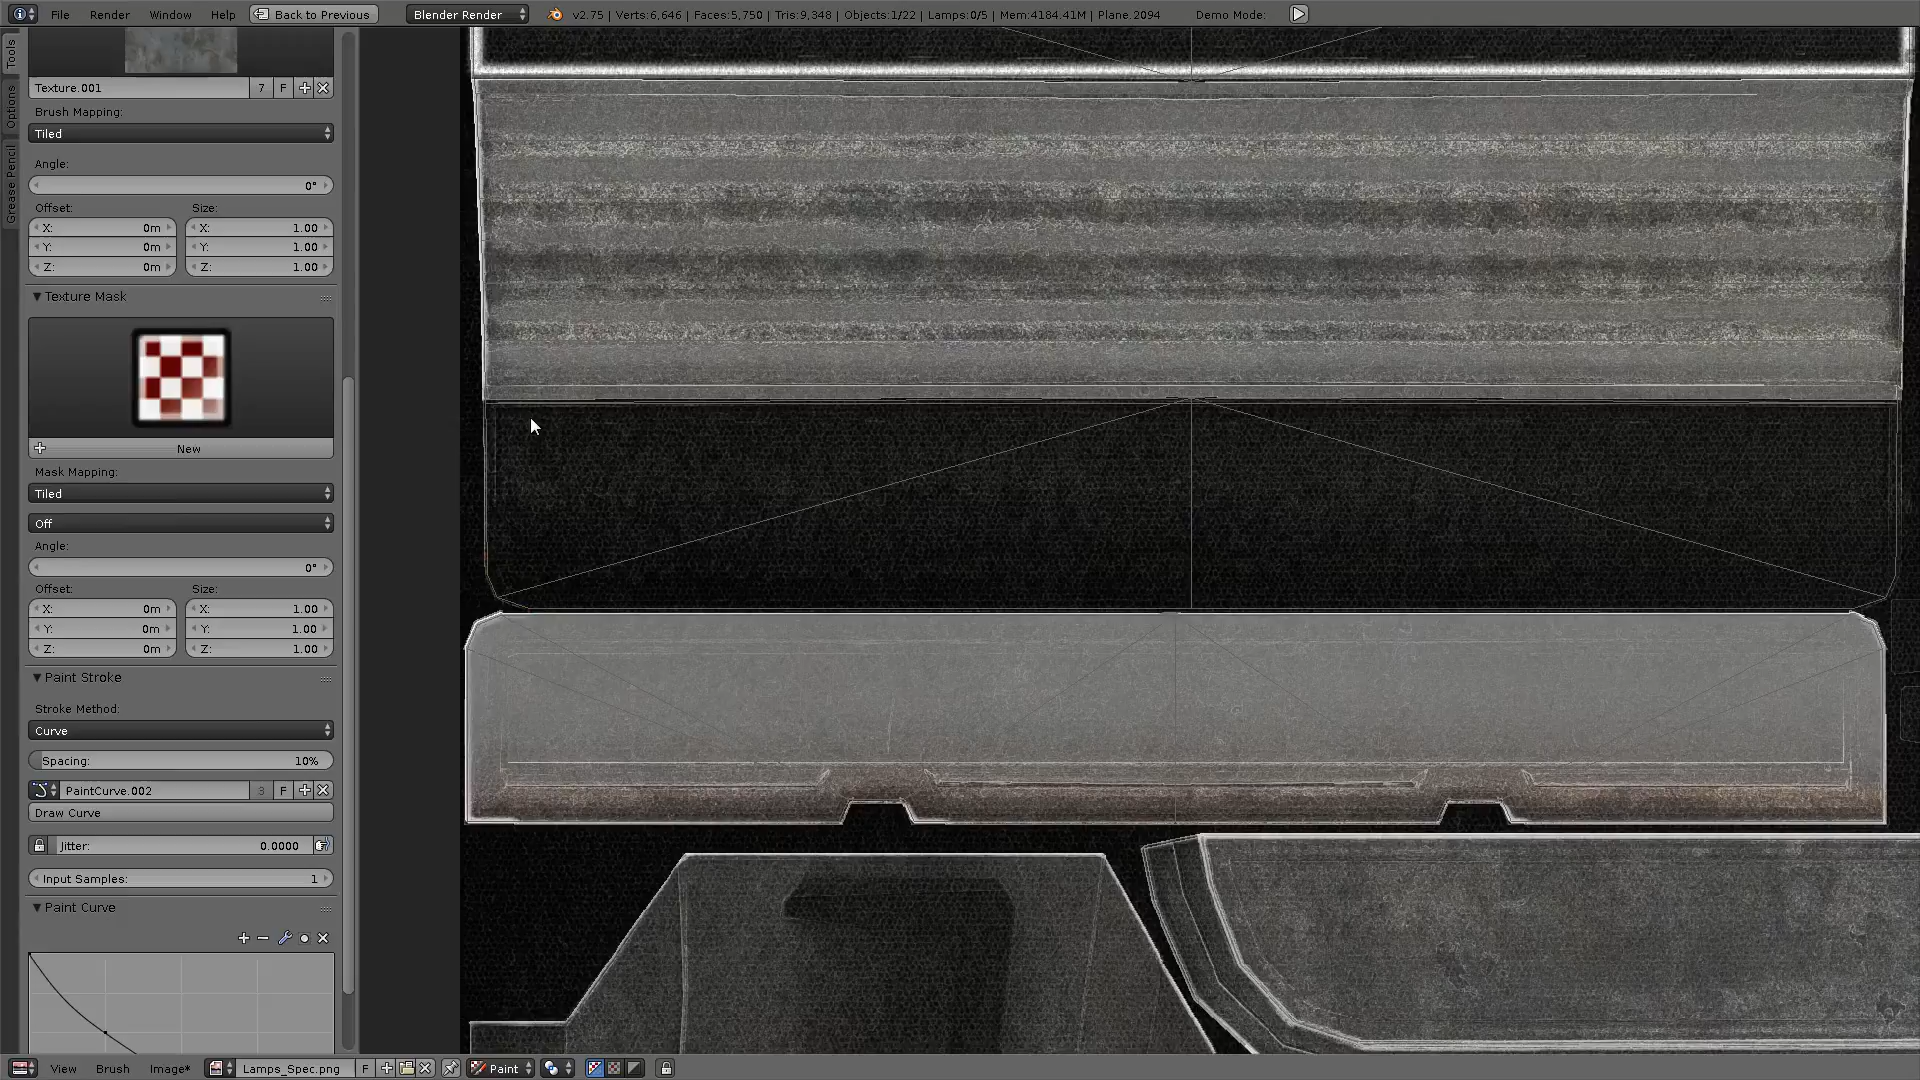 File Render Window Help Back to Previous Blender Render v2.75 | Verts:6,646 | Faces:5,750 | Tris:9,348 | Objects:1/22 | Lamps:0/5 | Mem:4184.41M | Plane.2094 Demo Mode:
Tools
Options
Grease Pencil
Texture.001 7 F
Brush Mapping:
Tiled
Angle:
0°
Offset: Size:
X: 0m X: 1.00
Y: 0m Y: 1.00
Z: 0m Z: 1.00
Texture Mask
New
Mask Mapping:
Tiled
Off
Angle:
0°
Offset: Size:
X: 0m X: 1.00
Y: 0m Y: 1.00
Z: 0m Z: 1.00
Paint Stroke
Stroke Method:
Curve
Spacing: 10%
PaintCurve.002 3 F
Draw Curve
Jitter: 0.0000
Input Samples: 1
Paint Curve
View Brush Image* Lamps_Spec.png F Paint